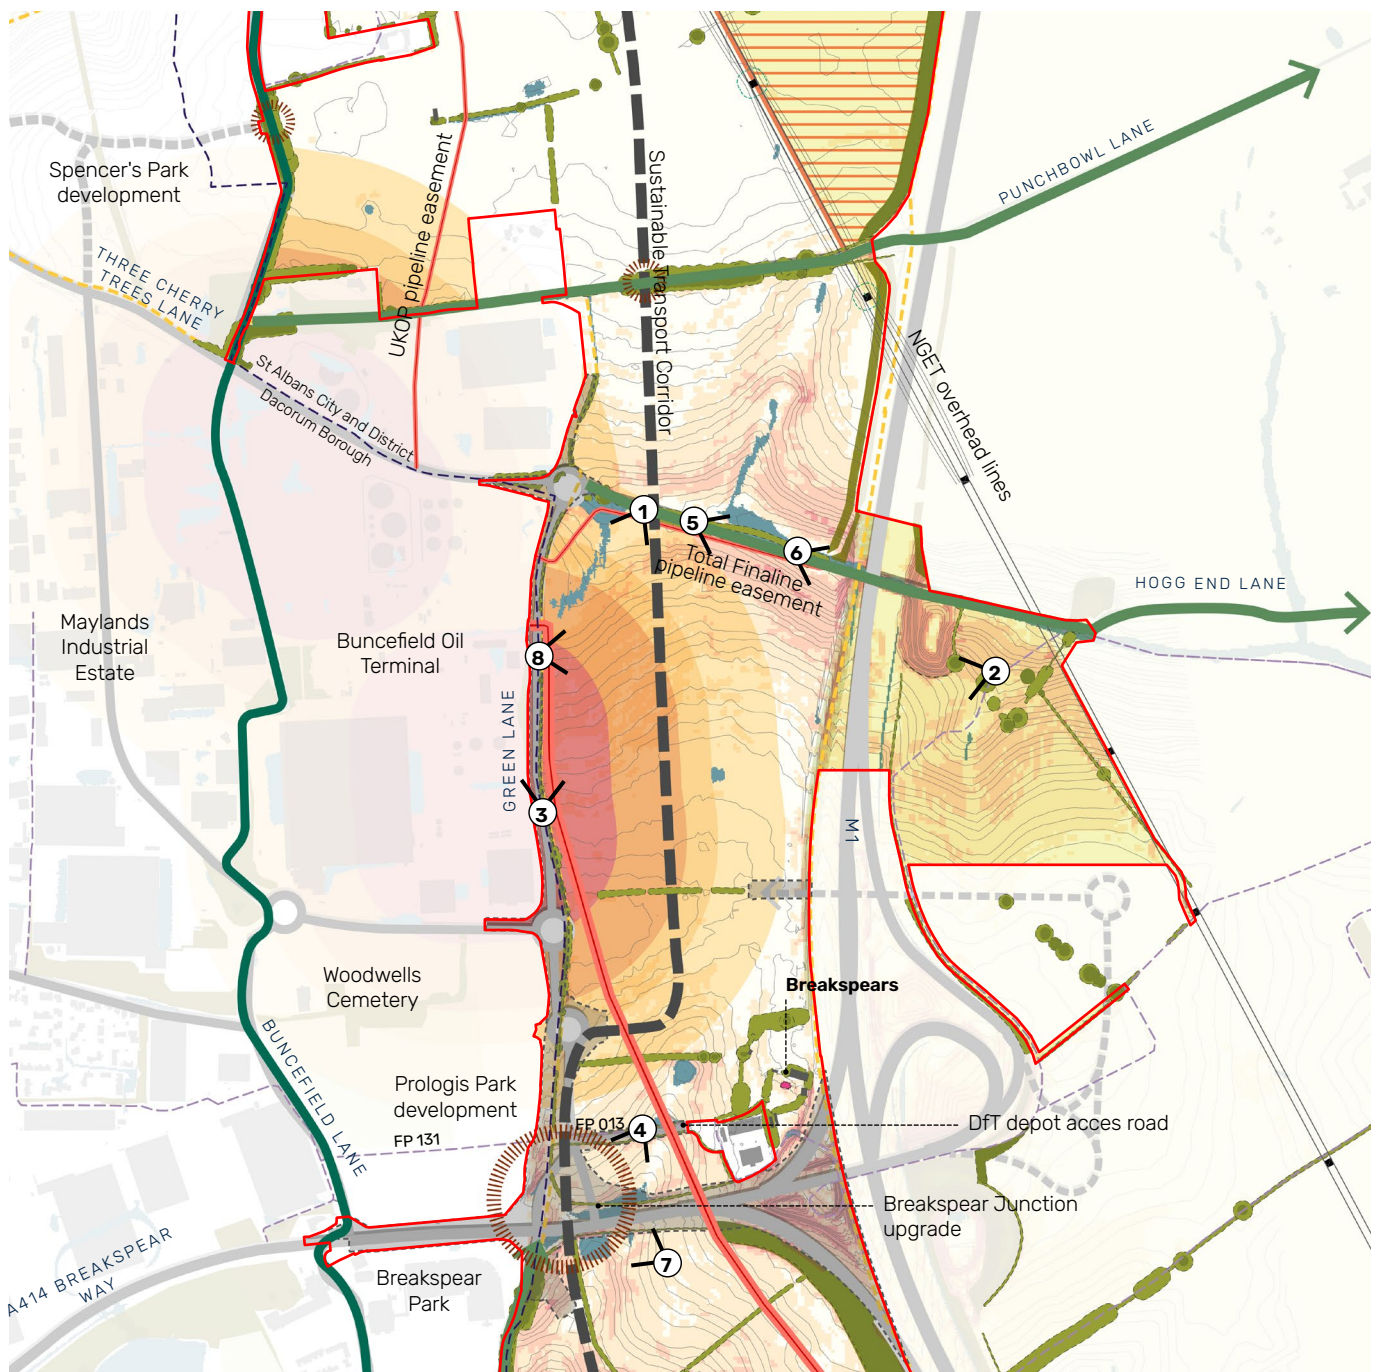 PUNCHBOWL LANE
Spencer's Park
development
UKOP pipeline easement
Sustainable Transport Corridor
THREE CHERRY
TREES LANE
St Albans City and District
Dacorum Borough
NGET overhead lines
1
5
6
Total Finaline
pipeline easement
HOGG END LANE
Maylands
Industrial
Estate
Buncefield Oil
Terminal
8
2
GREEN LANE
3
M1
Woodwells
Cemetery
Breakspears
BUNCEFIELD LANE
Prologis Park
development
FP 131
FP 013
4
DfT depot acces road
Breakspear Junction
upgrade
A414 BREAKSPEAR
WAY
Breakspear
Park
7